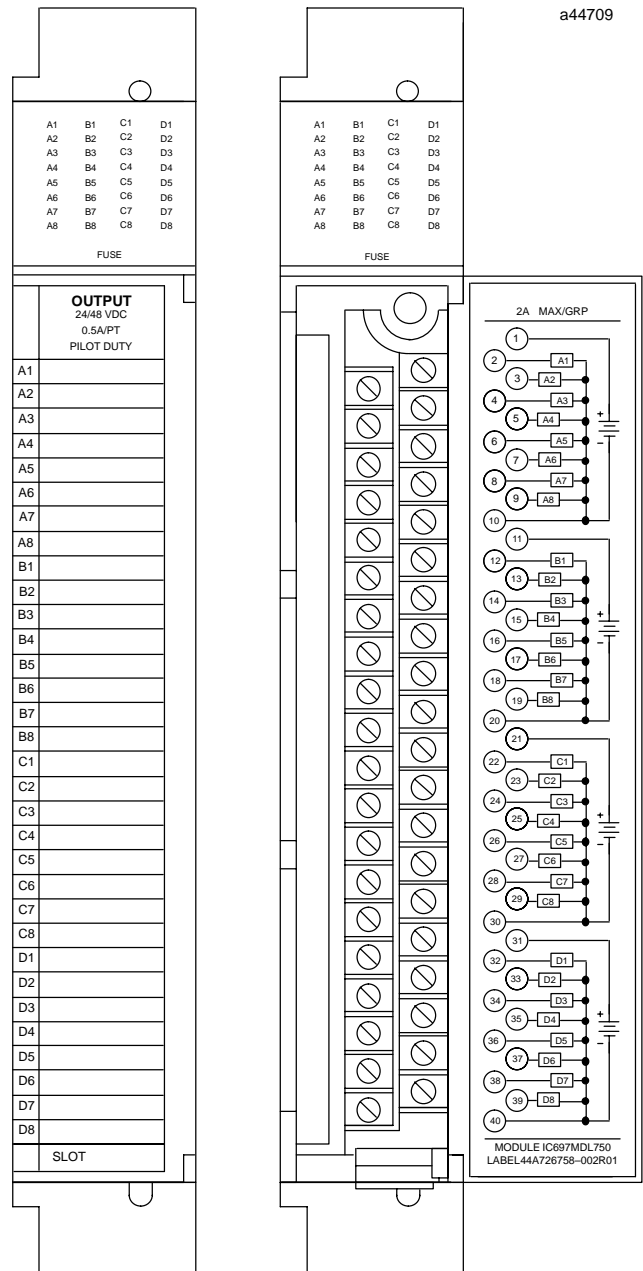 a44709
A1 B1 C1 D1
A2 B2 C2 D2
A3 B3 C3 D3
A4 B4 C4 D4
A5 B5 C5 D5
A6 B6 C6 D6
A7 B7 C7 D7
A8 B8 C8 D8
FUSE
A1 B1 C1 D1
A2 B2 C2 D2
A3 B3 C3 D3
A4 B4 C4 D4
A5 B5 C5 D5
A6 B6 C6 D6
A7 B7 C7 D7
A8 B8 C8 D8
FUSE
OUTPUT
24/48 VDC
0.5A/PT
PILOT DUTY
A1
A2
A3
A4
A5
A6
A7
A8
B1
B2
B3
B4
B5
B6
B7
B8
C1
C2
C3
C4
C5
C6
C7
C8
D1
D2
D3
D4
D5
D6
D7
D8
SLOT
2A MAX/GRP
1
2 A1
3 A2
4 A3
5 A4
+
6 A5
–
7 A6
8 A7
9 A8
10
11
12 B1
13 B2
14 B3
15 B4
+
16 B5
–
17 B6
18 B7
19 B8
20
21
22 C1
23 C2
24 C3
25 C4
+
26 C5
–
27 C6
28 C7
29 C8
30
31
32 D1
33 D2
34 D3
35 D4
+
36 D5
–
37 D6
38 D7
39 D8
40
MODULE IC697MDL750
LABEL44A726758–002R01